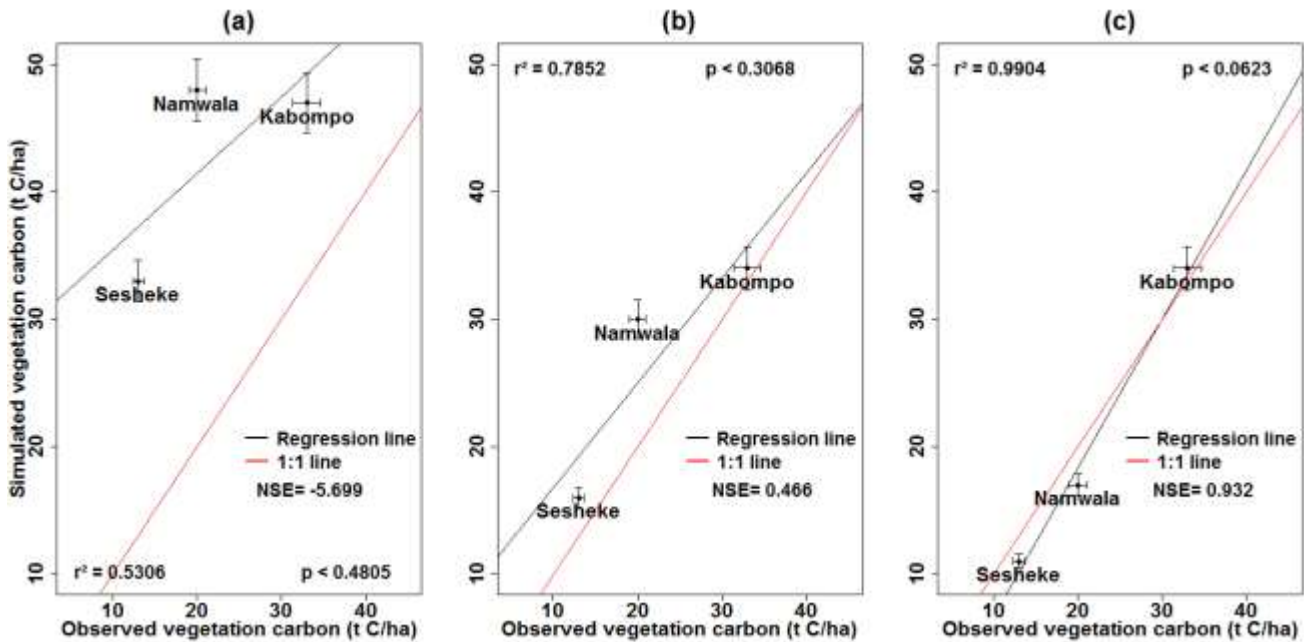 (a)
Simulated vegetation carbon (t C/ha)
50
40
30
20
10
Namwala
Kabompo
Sesheke
Regression line
1:1 line
NSE= -5.699
r² = 0.5306
p < 0.4805
10
20
30
40
Observed vegetation carbon (t C/ha)
(b)
50
40
30
20
10
r² = 0.7852
p < 0.3068
Kabompo
Namwala
Regression line
1:1 line
NSE= 0.466
Sesheke
10
20
30
40
Observed vegetation carbon (t C/ha)
(c)
50
40
30
20
10
r² = 0.9904
p < 0.0623
Kabompo
Regression line
1:1 line
NSE= 0.932
Namwala
Sesheke
10
20
30
40
Observed vegetation carbon (t C/ha)